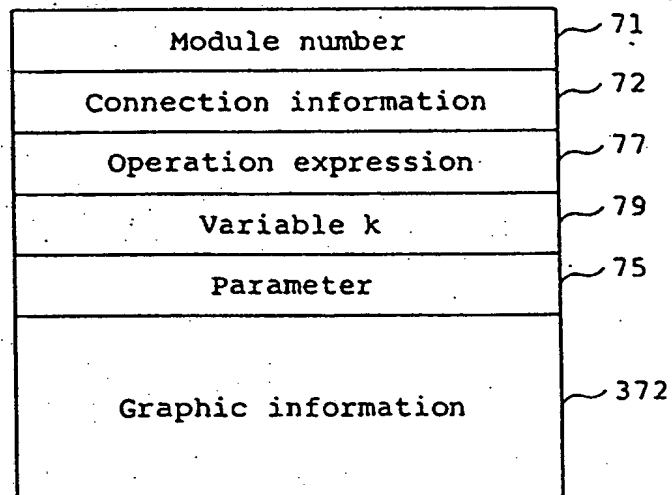 Module number 71
Connection information 72
Operation expression 77
Variable k 79
Parameter 75
Graphic information 372